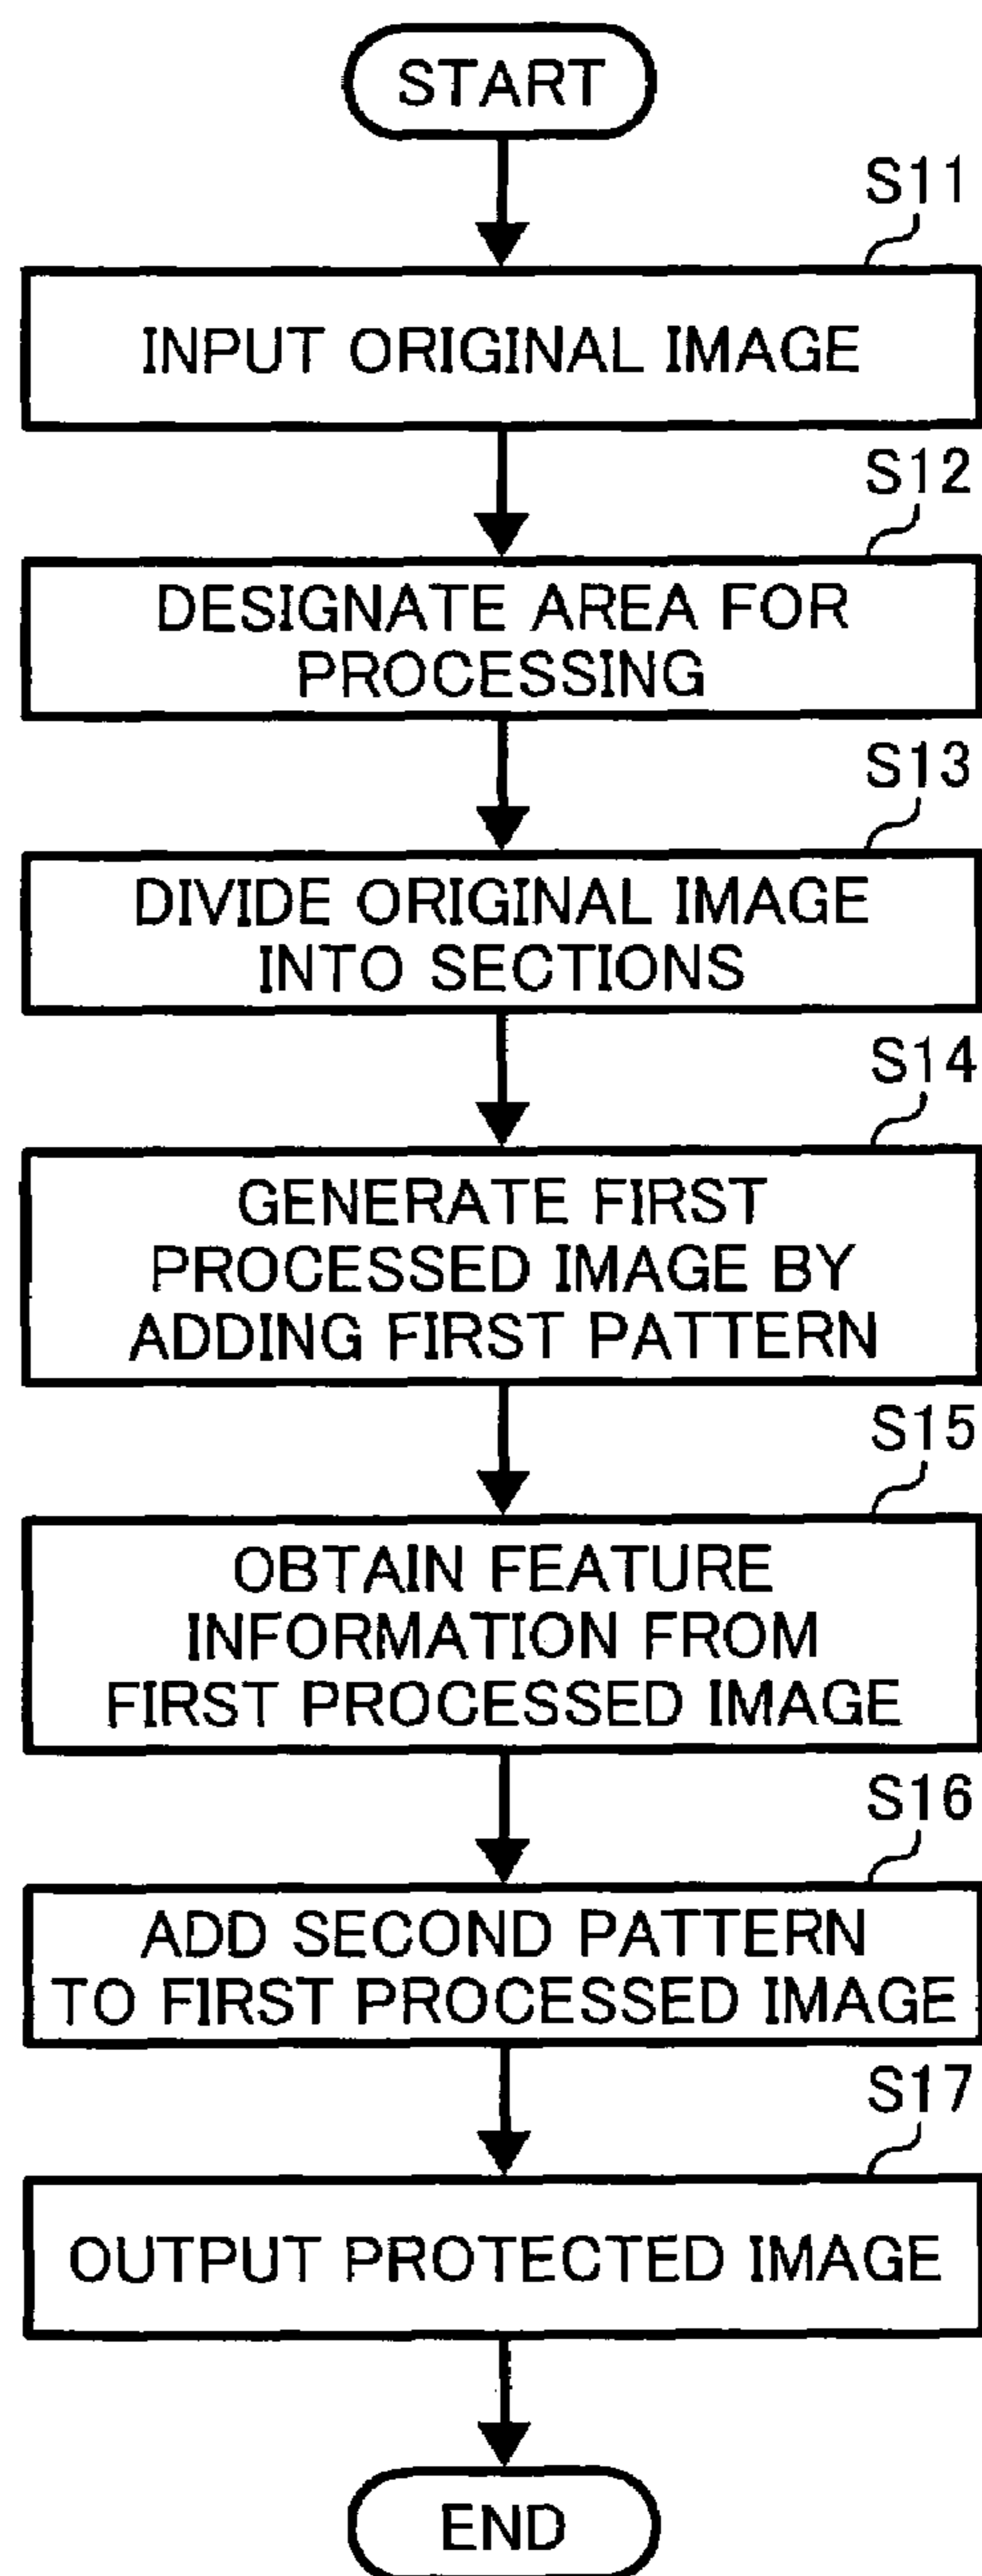 START
S11
INPUT ORIGINAL IMAGE
S12
DESIGNATE AREA FOR
PROCESSING
S13
DIVIDE ORIGINAL IMAGE
INTO SECTIONS
S14
GENERATE FIRST
PROCESSED IMAGE BY
ADDING FIRST PATTERN
S15
OBTAIN FEATURE
INFORMATION FROM
FIRST PROCESSED IMAGE
S16
ADD SECOND PATTERN
TO FIRST PROCESSED IMAGE
S17
OUTPUT PROTECTED IMAGE
END